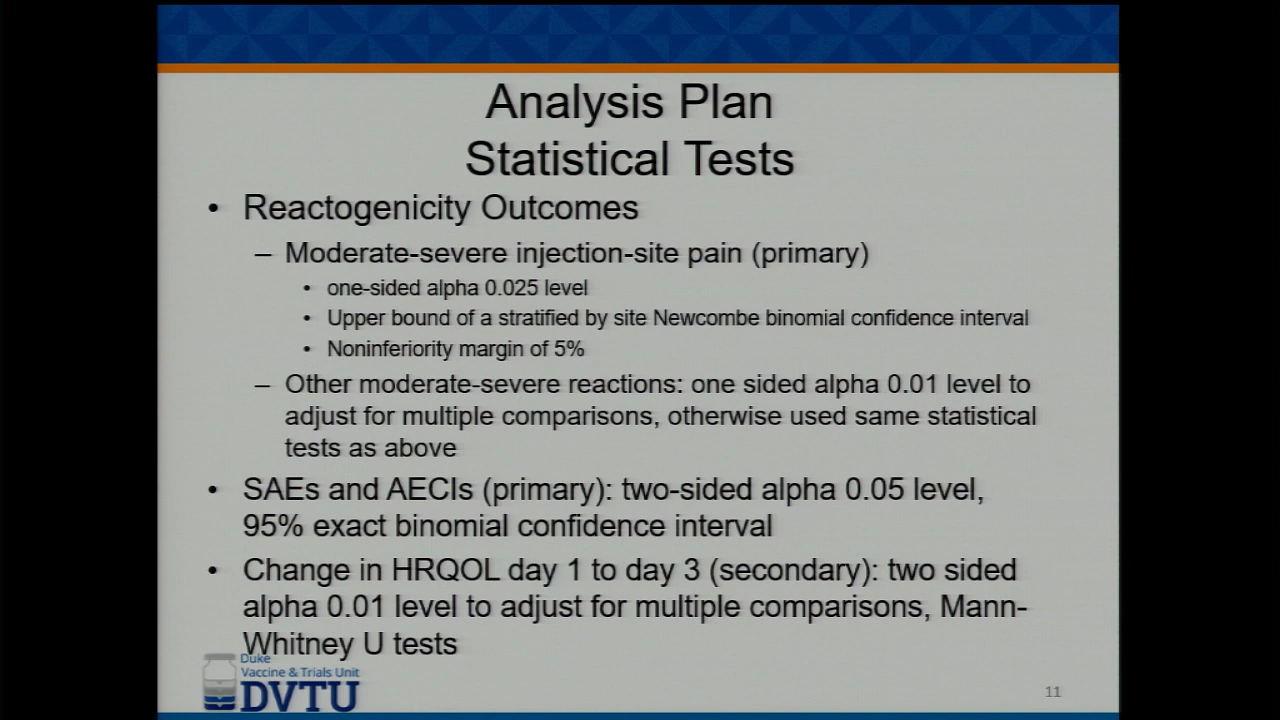 Analysis Plan
Statistical Tests
• Reactogenicity Outcomes
– Moderate-severe injection-site pain (primary)
• one-sided alpha 0.025 level
• Upper bound of a stratified by site Newcombe binomial confidence interval
• Noninferiority margin of 5%
– Other moderate-severe reactions: one sided alpha 0.01 level to
adjust for multiple comparisons, otherwise used same statistical
tests as above
• SAEs and AECIs (primary): two-sided alpha 0.05 level,
95% exact binomial confidence interval
• Change in HRQOL day 1 to day 3 (secondary): two sided
alpha 0.01 level to adjust for multiple comparisons, Mann-
Whitney U tests
Duke
Vaccine & Trials Unit
DVTU
11